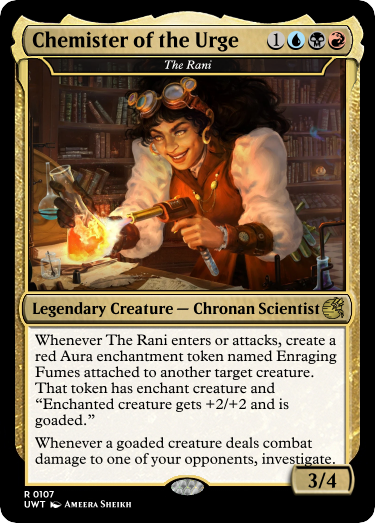 Chemister of the Urge 1
The Rani
Legendary Creature — Chronan Scientist
Whenever The Rani enters or attacks, create a
red Aura enchantment token named Enraging
Fumes attached to another target creature.
That token has enchant creature and
“Enchanted creature gets +2/+2 and is
goaded.”
Whenever a goaded creature deals combat
damage to one of your opponents, investigate.
3/4
R 0107
UWT Ameera Sheikh